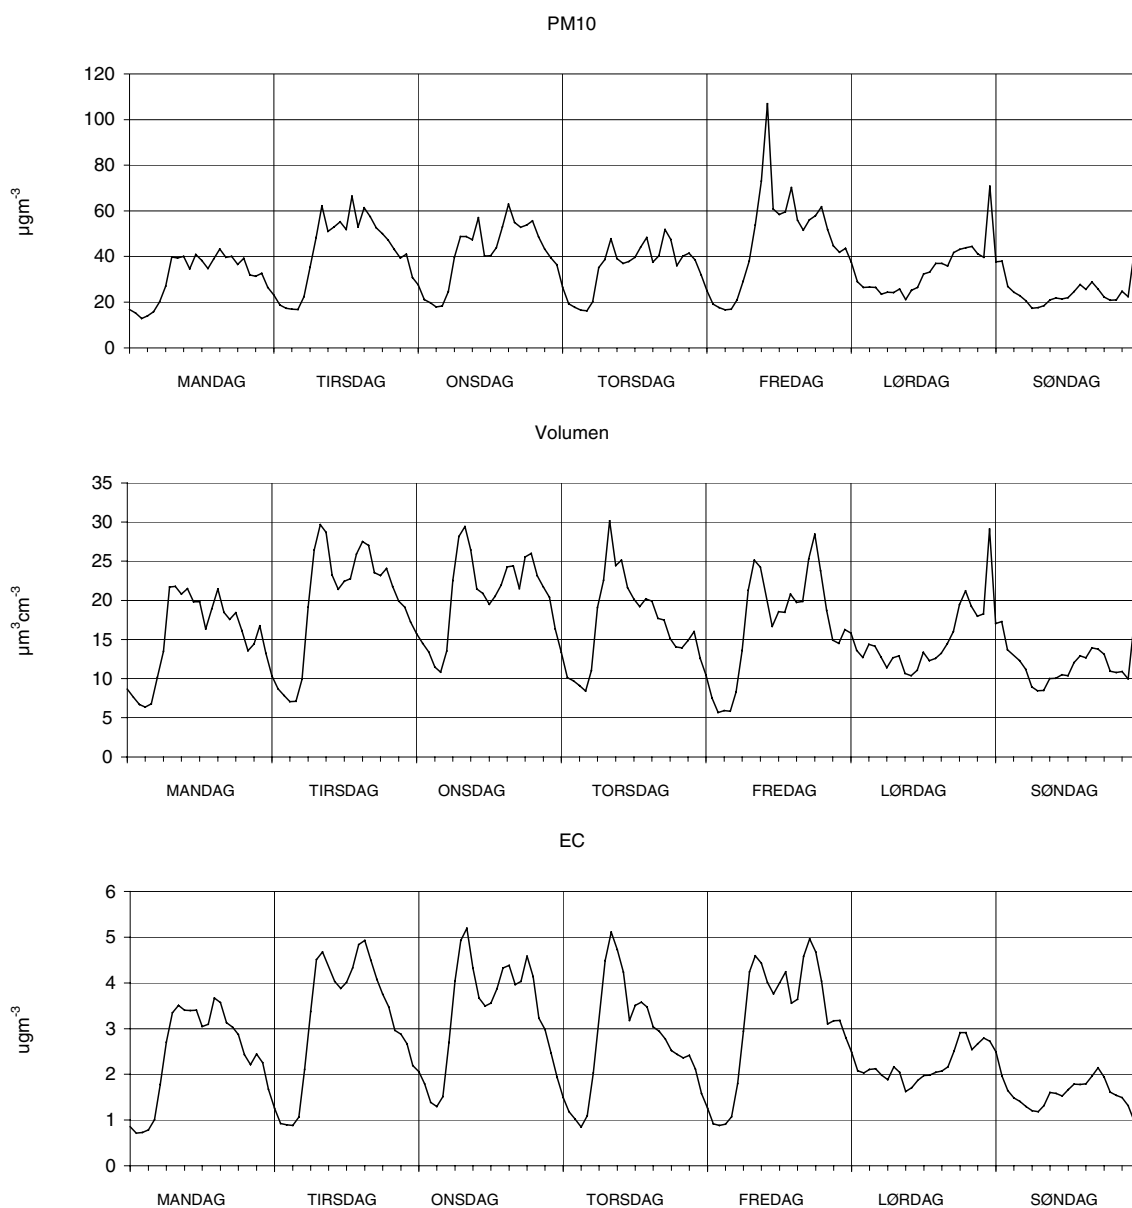 PM10
120
100
80
60
40
20
0
µgm⁻³
MANDAG TIRSDAG ONSDAG TORSDAG FREDAG LØRDAG SØNDAG
Volumen
35
30
25
20
15
10
5
0
µm³cm⁻³
MANDAG TIRSDAG ONSDAG TORSDAG FREDAG LØRDAG SØNDAG
EC
6
5
4
3
2
1
0
ugm⁻³
MANDAG TIRSDAG ONSDAG TORSDAG FREDAG LØRDAG SØNDAG